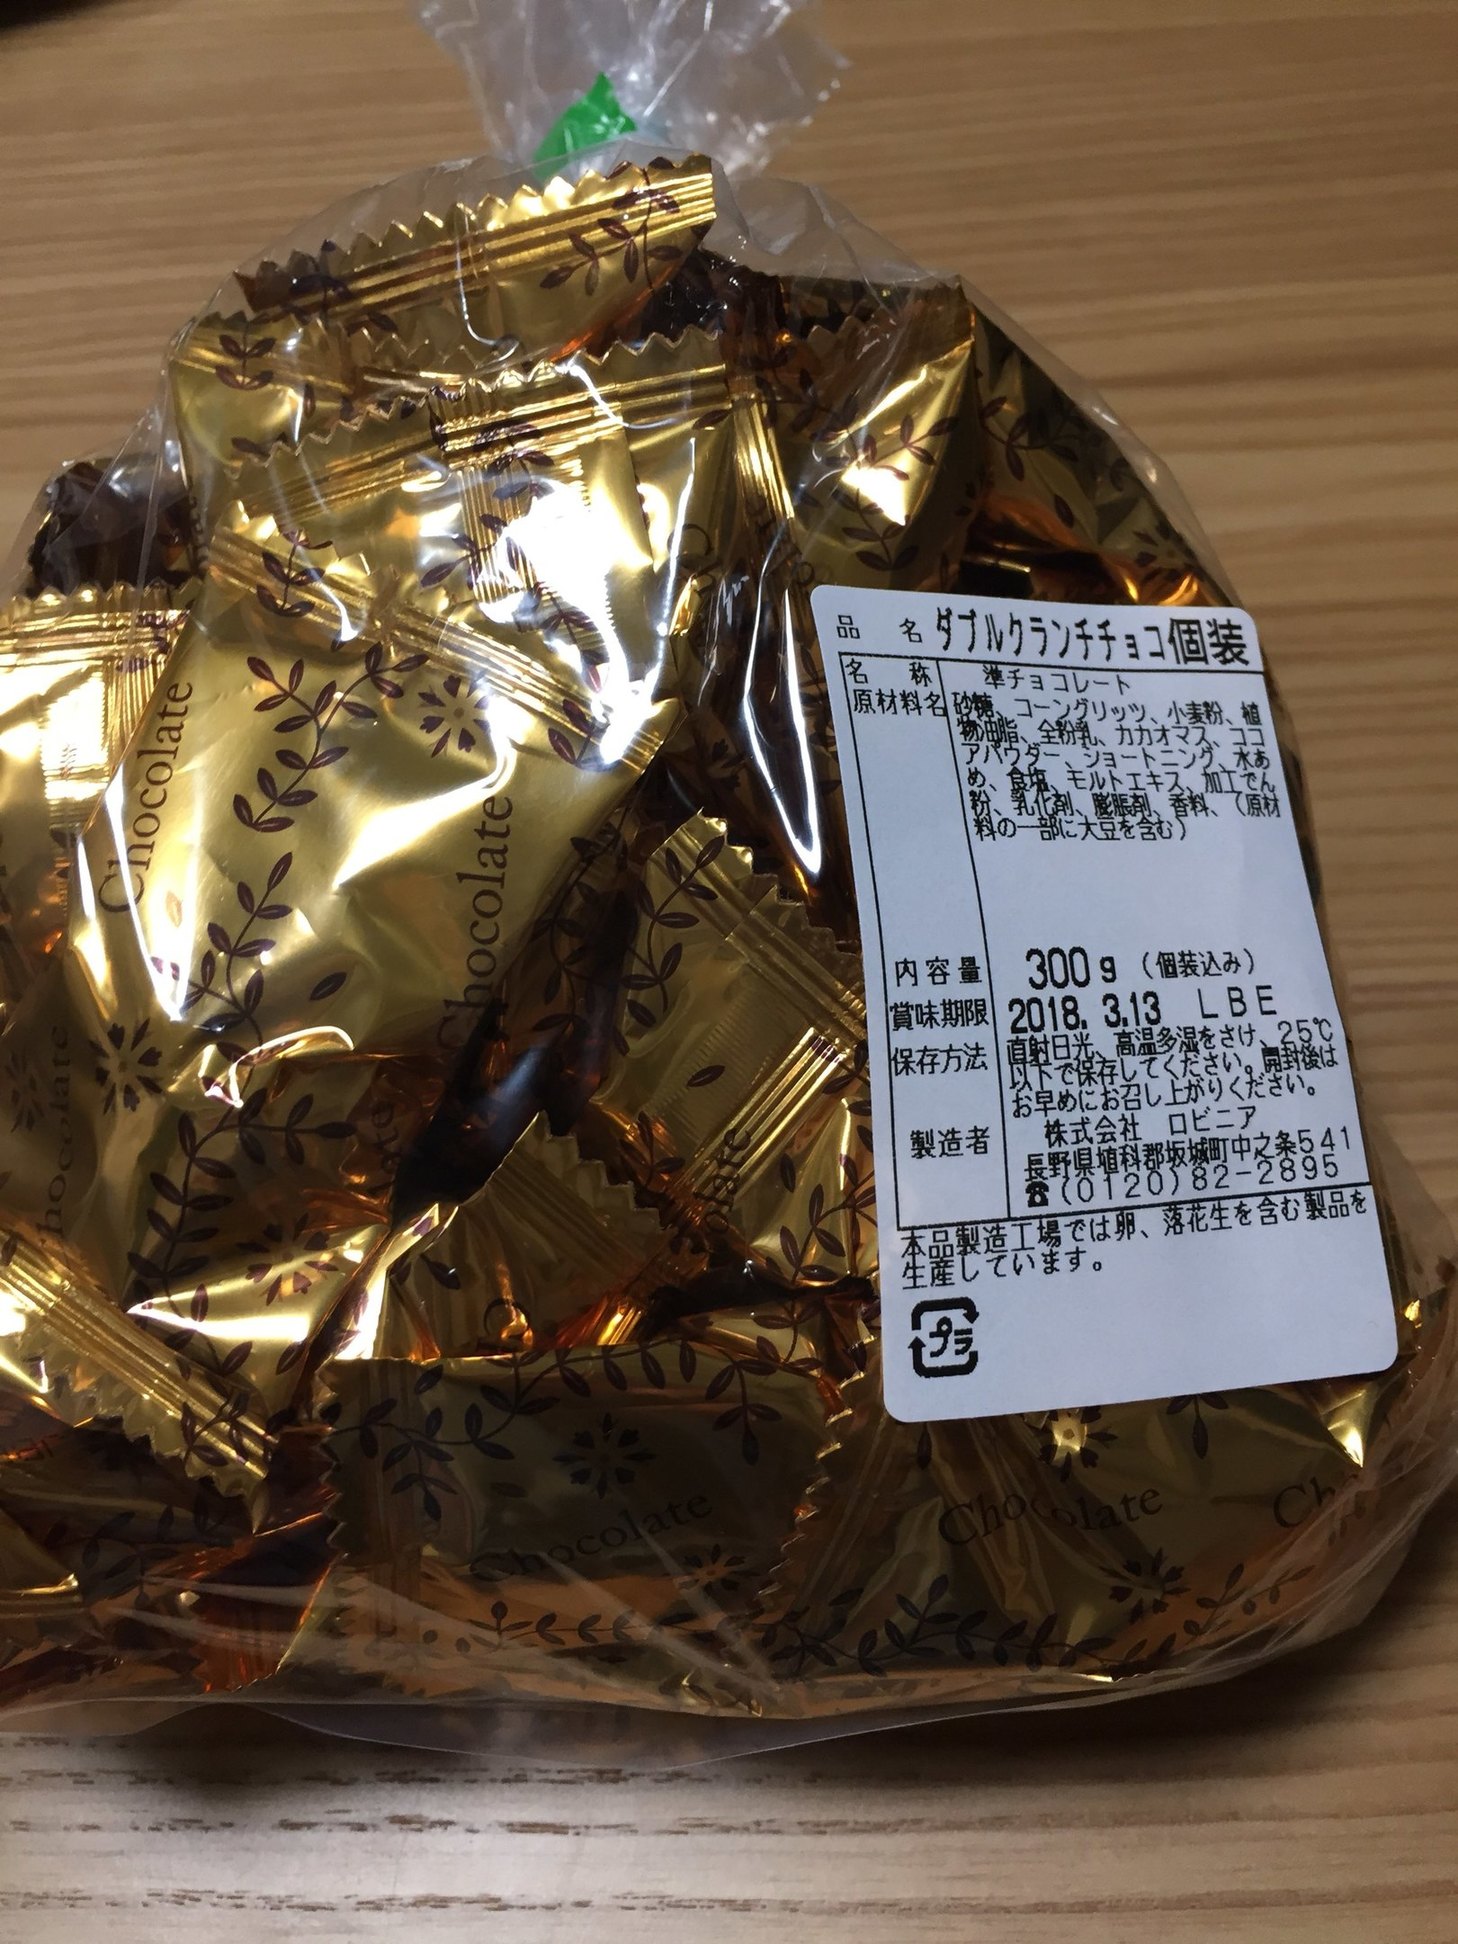 品 名 ダブルクランチチョコ個装
名 称 準チョコレート
原材料名 砂糖、コーングリッツ、小麦粉、植
物油脂、全粉乳、カカオマス、ココ
アパウダー、ショートニング、水あ
め、食塩、モルトエキス、加工でん
粉、乳化剤、膨脹剤、香料、（原材
料の一部に大豆を含む）
内容量 300g（個装込み）
賞味期限 2018. 3.13 LBE
保存方法 直射日光、高温多湿をさけ、25℃
以下で保存してください。開封後は
お早めにお召し上がりください。
製造者 株式会社 ロビニア
長野県埴科郡坂城町中之条541
☎(0120)82-2895
本品製造工場では卵、落花生を含む製品を
生産しています。
プラ
Chocolate
Chocolate
Chocolate
Chocolate
Chocolate